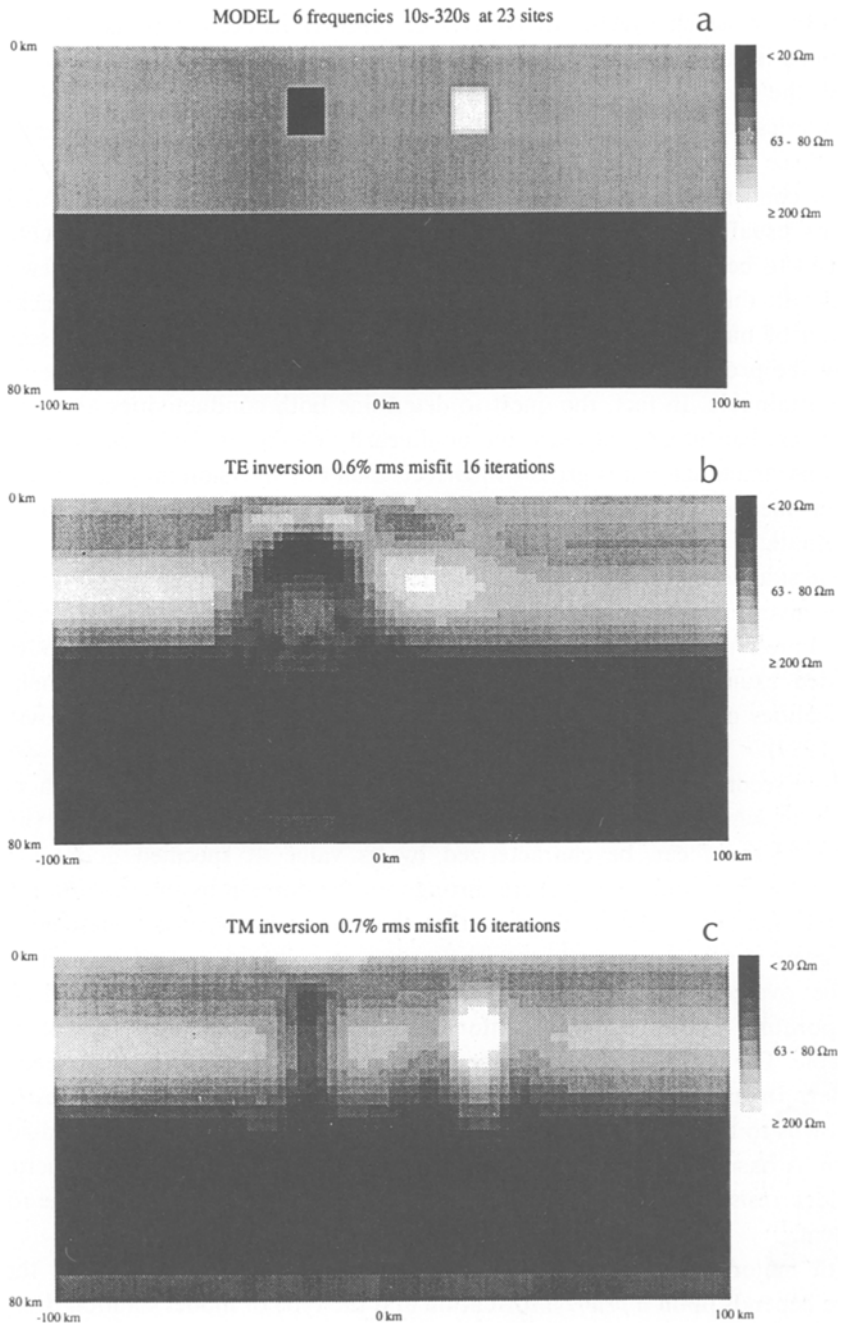 MODEL 6 frequencies 10s-320s at 23 sites
a
0 km
< 20 Ωm
63 - 80 Ωm
≥ 200 Ωm
80 km
-100 km 0 km 100 km
TE inversion 0.6% rms misfit 16 iterations
b
0 km
< 20 Ωm
63 - 80 Ωm
≥ 200 Ωm
80 km
-100 km 0 km 100 km
TM inversion 0.7% rms misfit 16 iterations
c
0 km
< 20 Ωm
63 - 80 Ωm
≥ 200 Ωm
80 km
-100 km 0 km 100 km